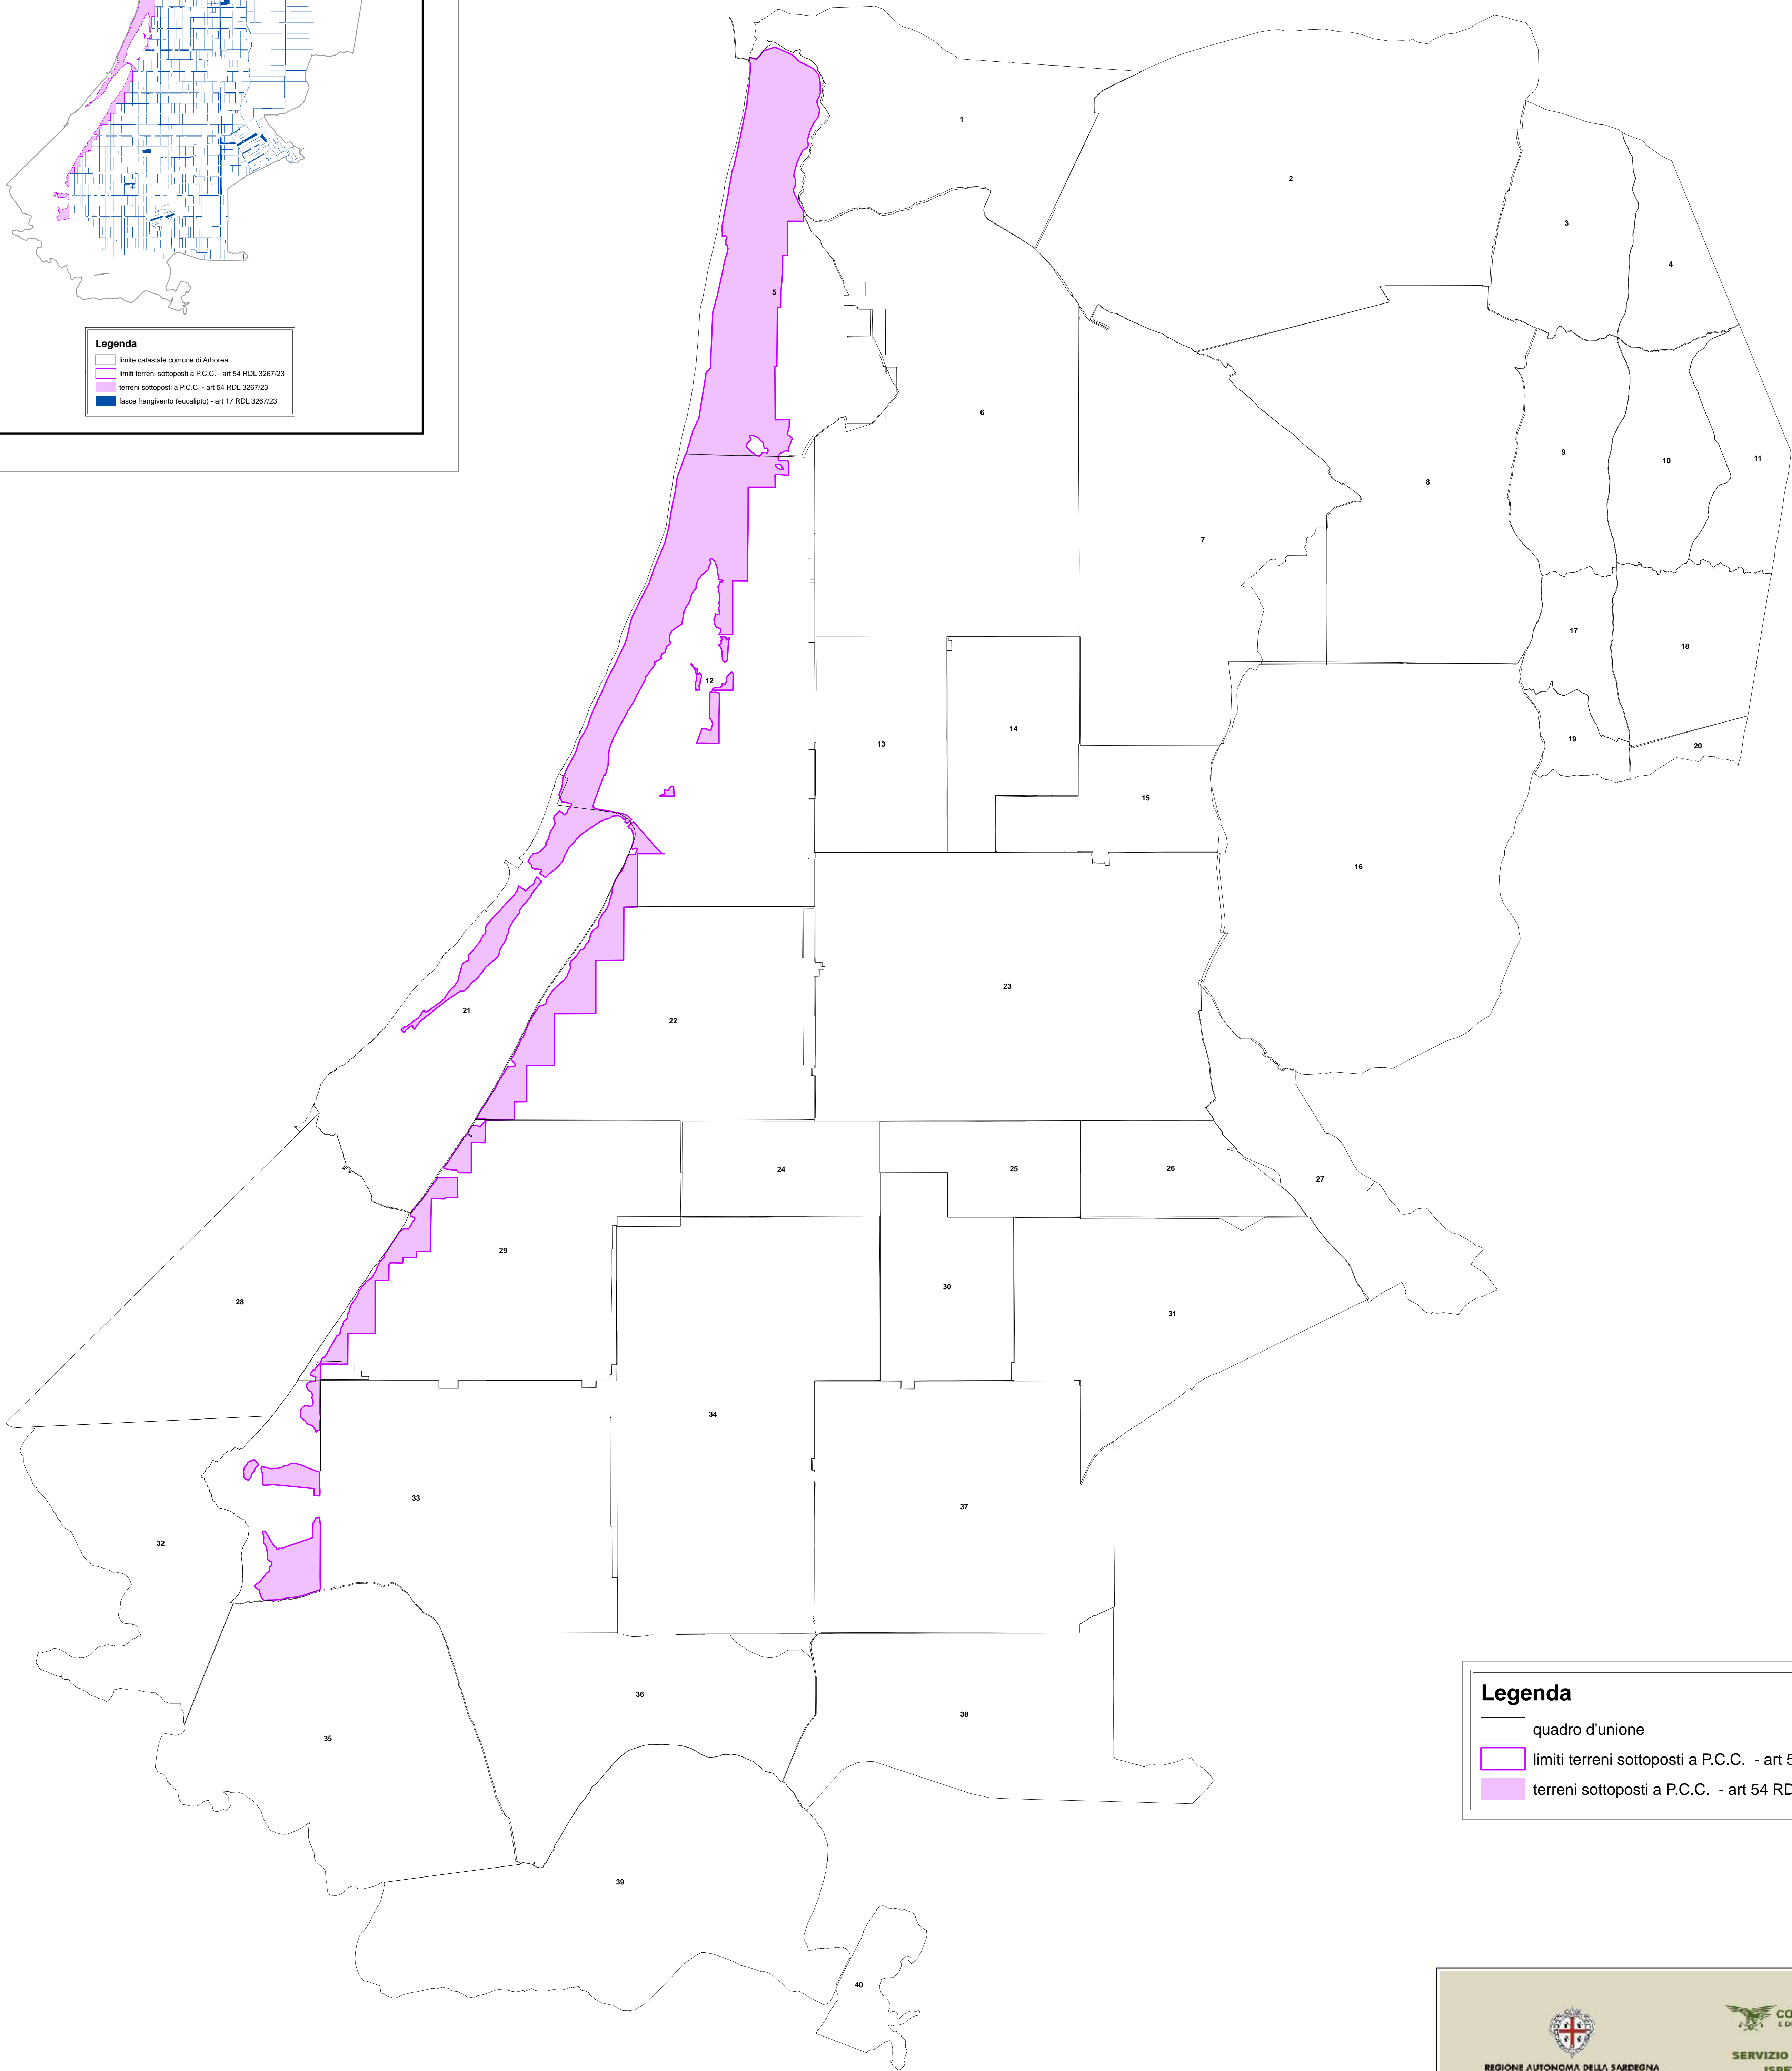 Legenda
limite catastale comune di Arborea
limiti terreni sottoposti a P.C.C. - art 54 RDL 3267/23
terreni sottoposti a P.C.C. - art 54 RDL 3267/23
fasce frangivento (eucalipto) - art 17 RDL 3267/23
1
2
3
4
5
6
7
8
9
10
11
12
13
14
15
16
17
18
19
20
21
22
23
24
25
26
27
28
29
30
31
32
33
34
35
36
37
38
39
40
Legenda
quadro d'unione
limiti terreni sottoposti a P.C.C. - art 5
terreni sottoposti a P.C.C. - art 54 RD
REGIONE AUTONOMA DELLA SARDEGNA
CO
E DI
SERVIZIO
ISPE